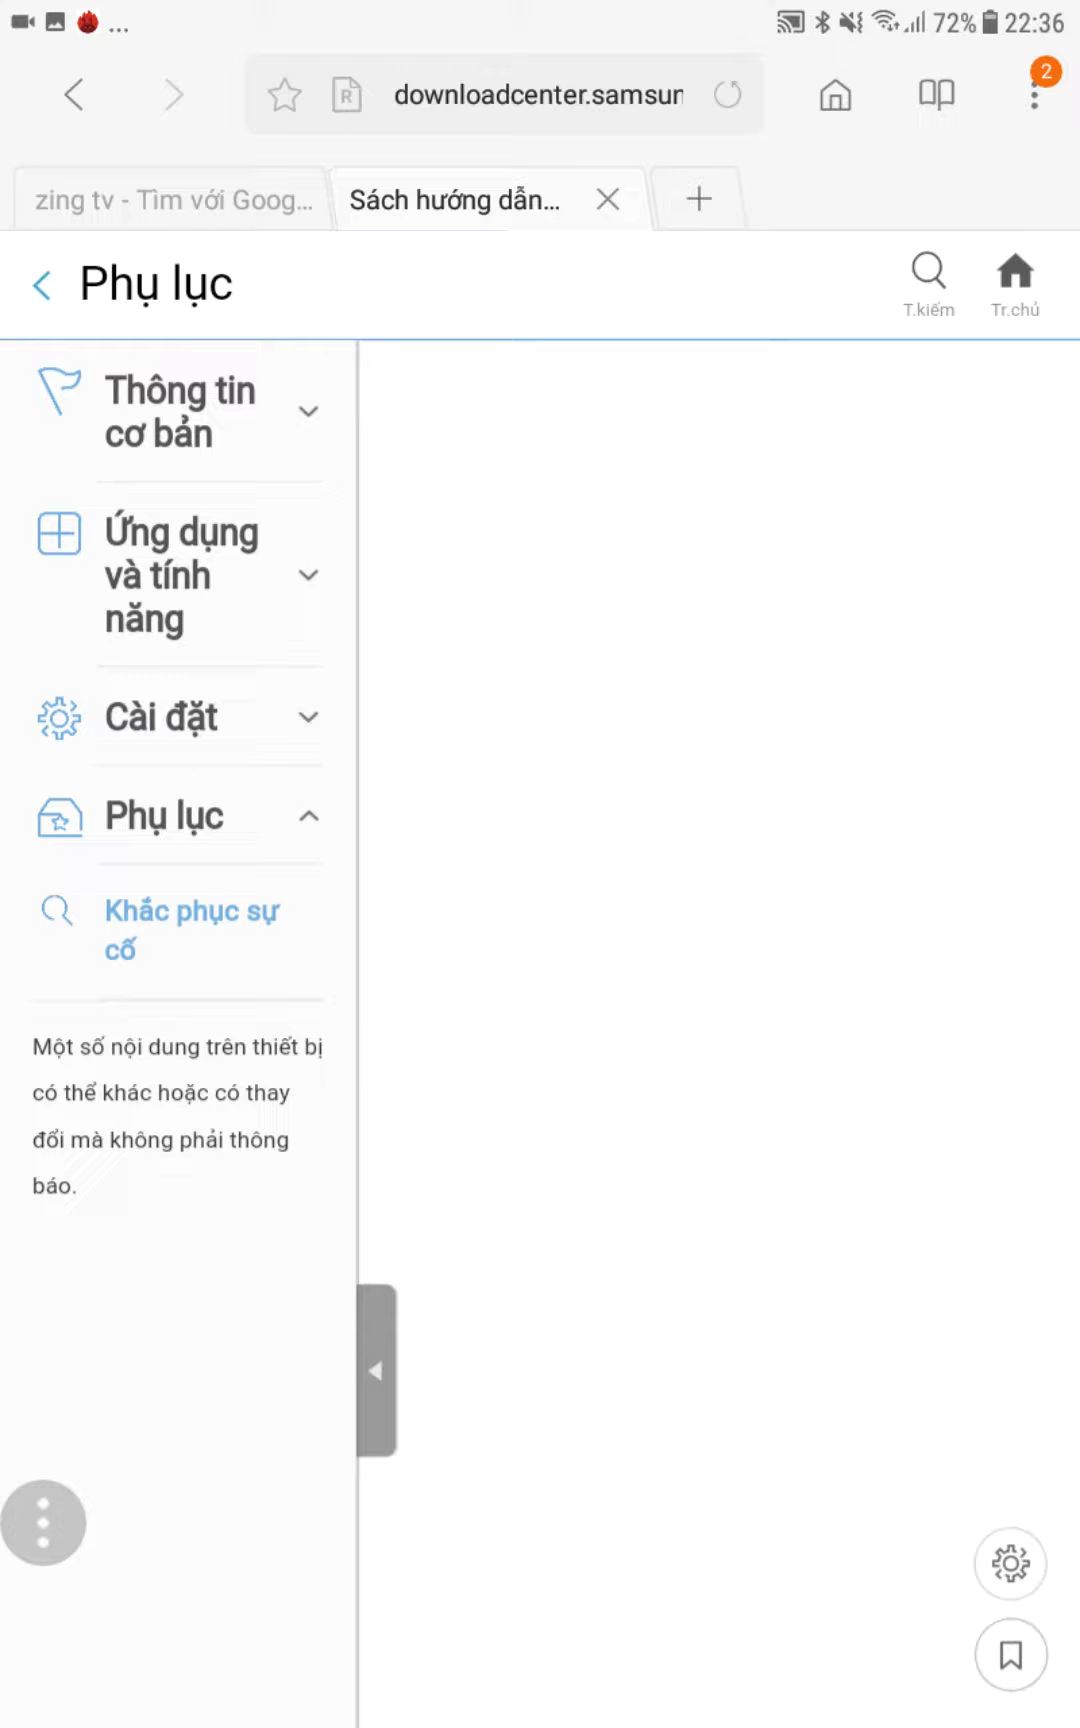 ... 72% 22:36
R downloadcenter.samsun 2
zing tv - Tìm với Goog... Sách hướng dẫn...
Phụ lục
T.kiếm Tr.chủ
Thông tin
cơ bản
Ứng dụng
và tính
năng
Cài đặt
Phụ lục
Khắc phục sự
cố
Một số nội dung trên thiết bị
có thể khác hoặc có thay
đổi mà không phải thông
báo.